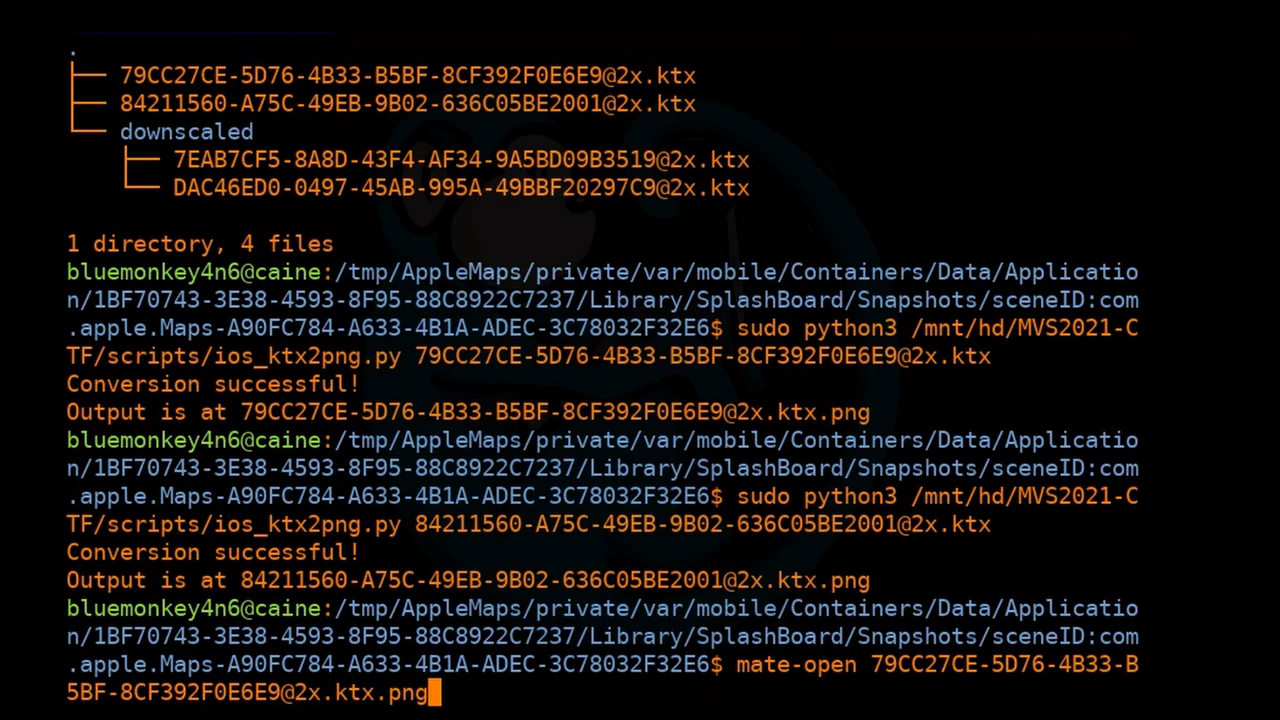 .
├── 79CC27CE-5D76-4B33-B5BF-8CF392F0E6E9@2x.ktx
├── 84211560-A75C-49EB-9B02-636C05BE2001@2x.ktx
└── downscaled
    ├── 7EAB7CF5-8A8D-43F4-AF34-9A5BD09B3519@2x.ktx
    └── DAC46ED0-0497-45AB-995A-49BBF20297C9@2x.ktx
1 directory, 4 files
bluemonkey4n6@caine:/tmp/AppleMaps/private/var/mobile/Containers/Data/Applicatio
n/1BF70743-3E38-4593-8F95-88C8922C7237/Library/SplashBoard/Snapshots/sceneID:com
.apple.Maps-A90FC784-A633-4B1A-ADEC-3C78032F32E6$ sudo python3 /mnt/hd/MVS2021-C
TF/scripts/ios_ktx2png.py 79CC27CE-5D76-4B33-B5BF-8CF392F0E6E9@2x.ktx
Conversion successful!
Output is at 79CC27CE-5D76-4B33-B5BF-8CF392F0E6E9@2x.ktx.png
bluemonkey4n6@caine:/tmp/AppleMaps/private/var/mobile/Containers/Data/Applicatio
n/1BF70743-3E38-4593-8F95-88C8922C7237/Library/SplashBoard/Snapshots/sceneID:com
.apple.Maps-A90FC784-A633-4B1A-ADEC-3C78032F32E6$ sudo python3 /mnt/hd/MVS2021-C
TF/scripts/ios_ktx2png.py 84211560-A75C-49EB-9B02-636C05BE2001@2x.ktx
Conversion successful!
Output is at 84211560-A75C-49EB-9B02-636C05BE2001@2x.ktx.png
bluemonkey4n6@caine:/tmp/AppleMaps/private/var/mobile/Containers/Data/Applicatio
n/1BF70743-3E38-4593-8F95-88C8922C7237/Library/SplashBoard/Snapshots/sceneID:com
.apple.Maps-A90FC784-A633-4B1A-ADEC-3C78032F32E6$ mate-open 79CC27CE-5D76-4B33-B
5BF-8CF392F0E6E9@2x.ktx.png